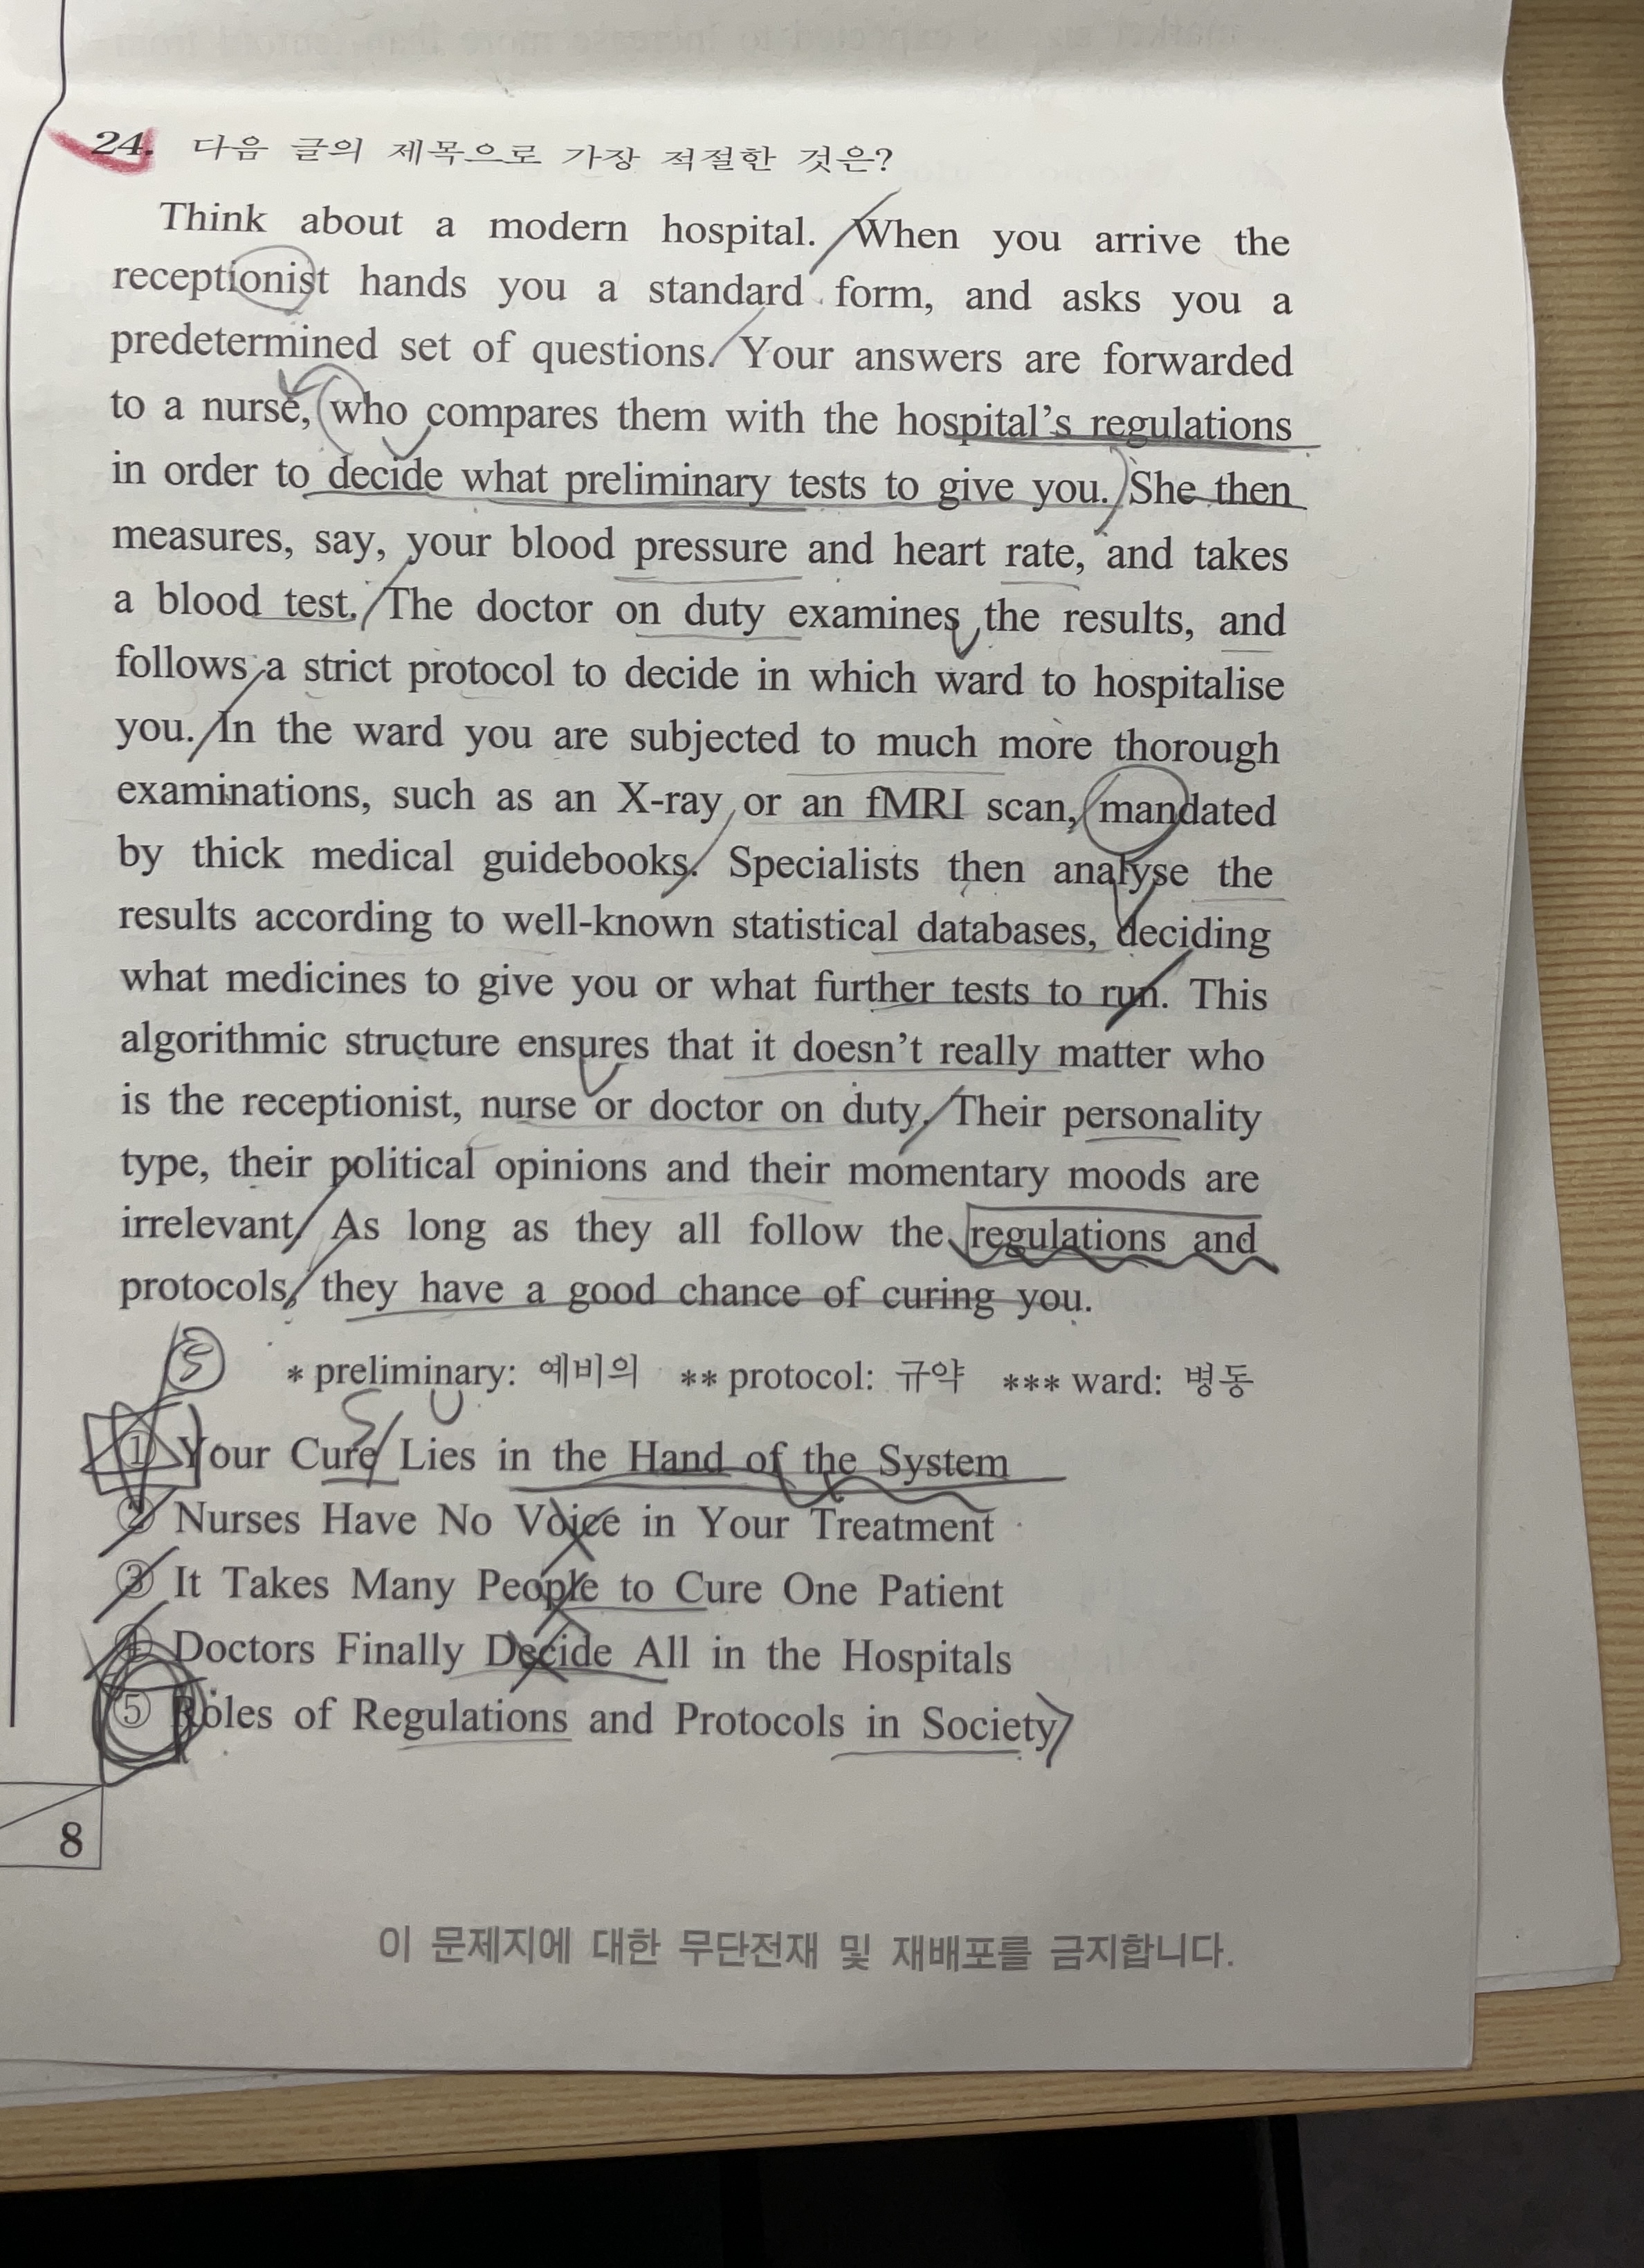 24. 다음 글의 제목으로 가장 적절한 것은?
Think about a modern hospital. When you arrive the
receptionist hands you a standard form, and asks you a
predetermined set of questions. Your answers are forwarded
to a nurse, who compares them with the hospital's regulations
in order to decide what preliminary tests to give you. She then
measures, say, your blood pressure and heart rate, and takes
a blood test. The doctor on duty examines the results, and
follows a strict protocol to decide in which ward to hospitalise
you. In the ward you are subjected to much more thorough
examinations, such as an X-ray or an fMRI scan, mandated
by thick medical guidebooks. Specialists then analyse the
results according to well-known statistical databases, deciding
what medicines to give you or what further tests to run. This
algorithmic structure ensures that it doesn't really matter who
is the receptionist, nurse or doctor on duty. Their personality
type, their political opinions and their momentary moods are
irrelevant. As long as they all follow the regulations and
protocols, they have a good chance of curing you.
* preliminary: 예비의 ** protocol: 규약 *** ward: 병동
① Your Cure Lies in the Hand of the System
② Nurses Have No Voice in Your Treatment
③ It Takes Many People to Cure One Patient
④ Doctors Finally Decide All in the Hospitals
⑤ Roles of Regulations and Protocols in Society
8
이 문제지에 대한 무단전재 및 재배포를 금지합니다.